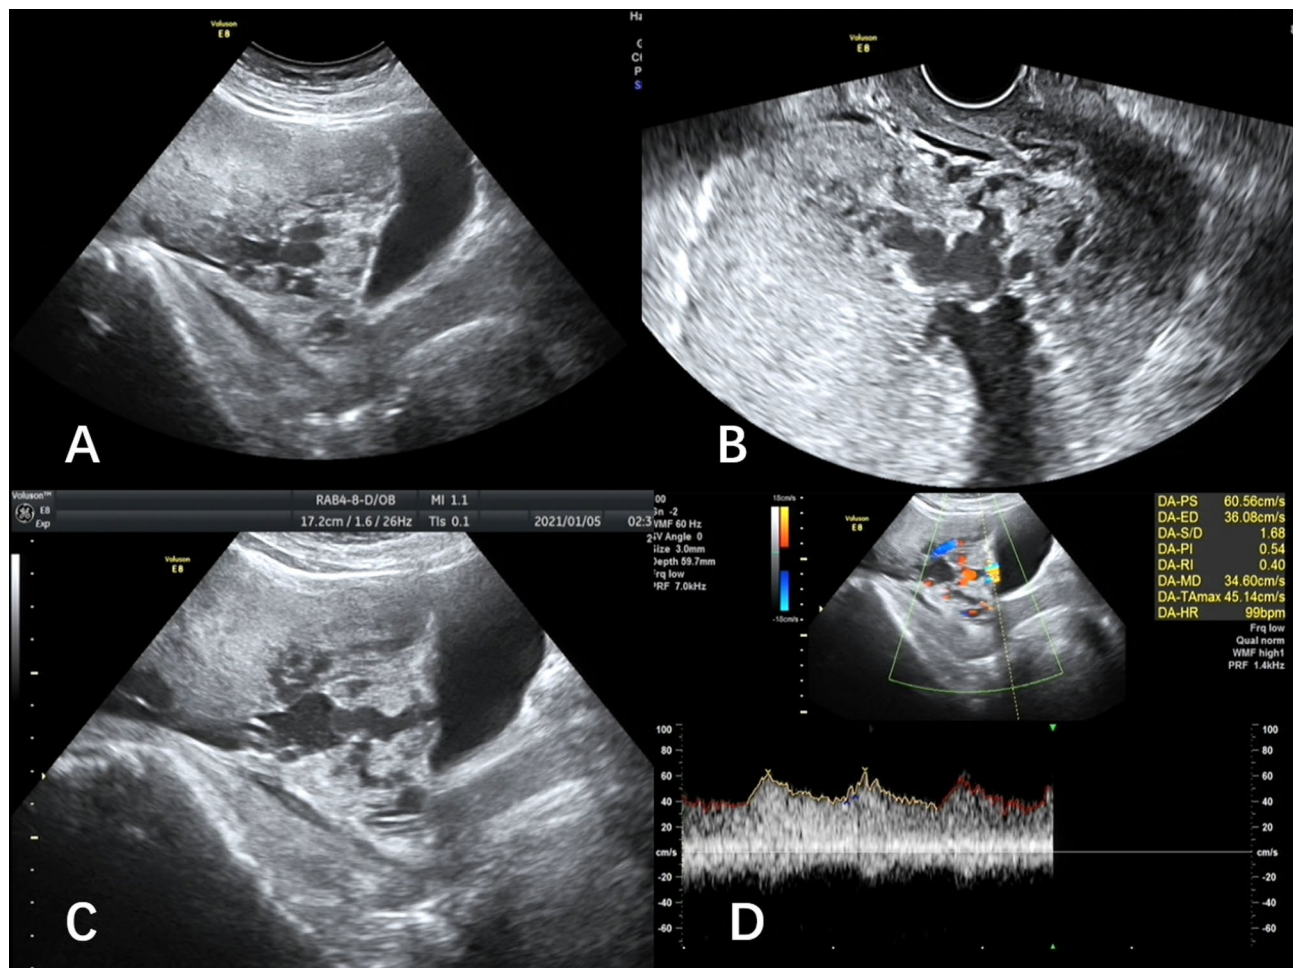 Voluson
E8
A
Voluson
E8
B
Voluson™
E8
Exp
RAB4-8-D/OB
MI 1.1
17.2cm / 1.6 / 26Hz
TIs 0.1
2021/01/05
Voluson
E8
C
18cm/s
-18cm/s
Voluson
E8
WMF 60 Hz
SV Angle 0
Size 3.0mm
Depth 59.7mm
Frq low
PRF 7.0kHz
DA-PS 60.56cm/s
DA-ED 36.08cm/s
DA-S/D 1.68
DA-PI 0.54
DA-RI 0.40
DA-MD 34.60cm/s
DA-TAmax 45.14cm/s
DA-HR 99bpm
Frq low
Qual norm
WMF high1
PRF 1.4kHz
100
80
60
40
20
cm/s
-20
-40
-60
100
80
60
40
20
cm/s
-20
-40
-60
D